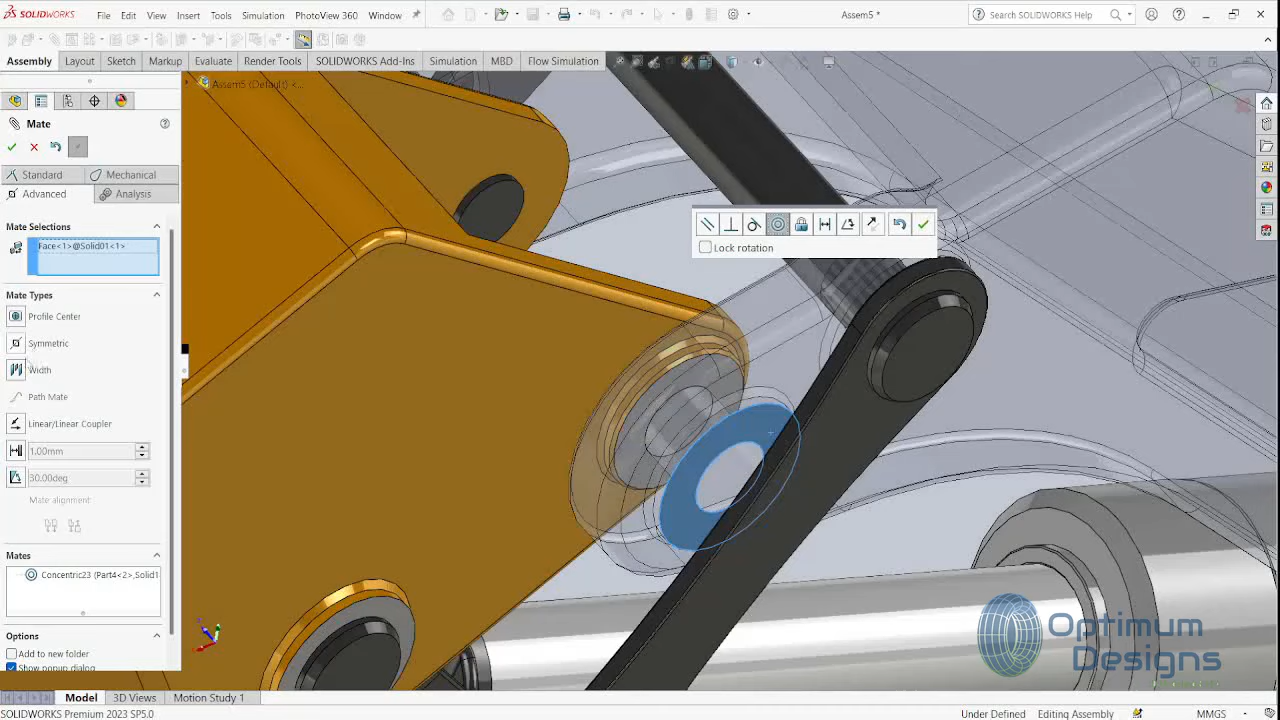 SOLIDWORKS File Edit View Insert Tools Simulation PhotoView 360 Window Assem5 * Search SOLIDWORKS Help
Assembly Layout Sketch Markup Evaluate Render Tools SOLIDWORKS Add-Ins Simulation MBD Flow Simulation
Assem5 (Default) <...
Mate
Standard Mechanical
Advanced Analysis
Mate Selections
Face<1>@Solid01<1>
Lock rotation
Mate Types
Profile Center
Symmetric
Width
Path Mate
Linear/Linear Coupler
1.00mm
30.00deg
Mate alignment
Mates
Concentric23 (Part4<2>,Solid1
Options
Add to new folder
Show popup dialog
Optimum
Designs
Model 3D Views Motion Study 1
SOLIDWORKS Premium 2023 SP5.0 Under Defined Editing Assembly MMGS